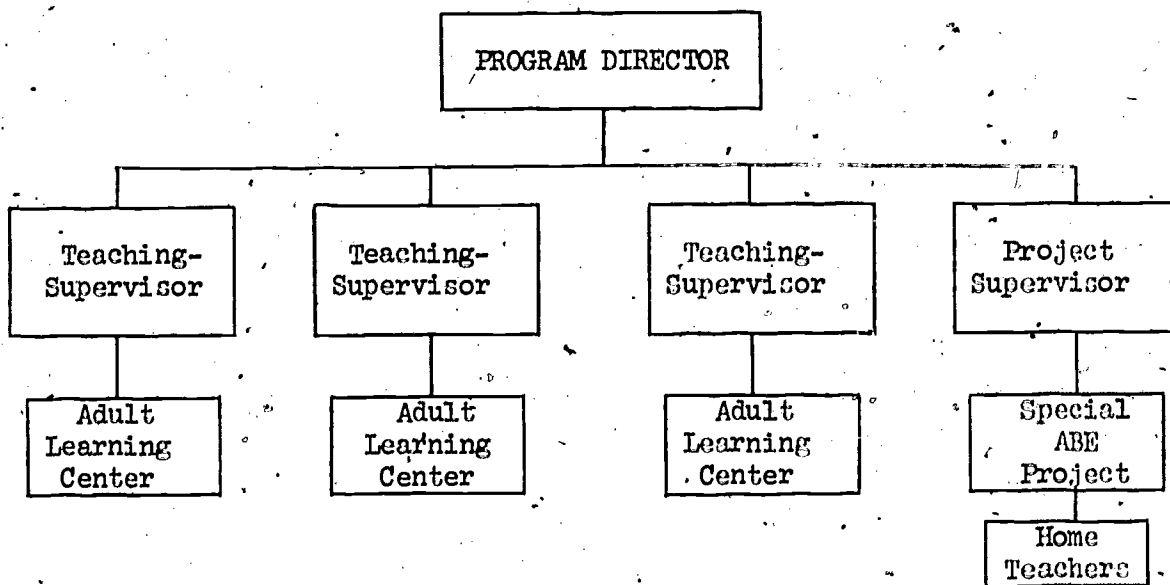 PROGRAM DIRECTOR
Teaching-
Supervisor
Teaching-
Supervisor
Teaching-
Supervisor
Project
Supervisor
Adult
Learning
Center
Adult
Learning
Center
Adult
Learning
Center
Special
ABE
Project
Home
Teachers